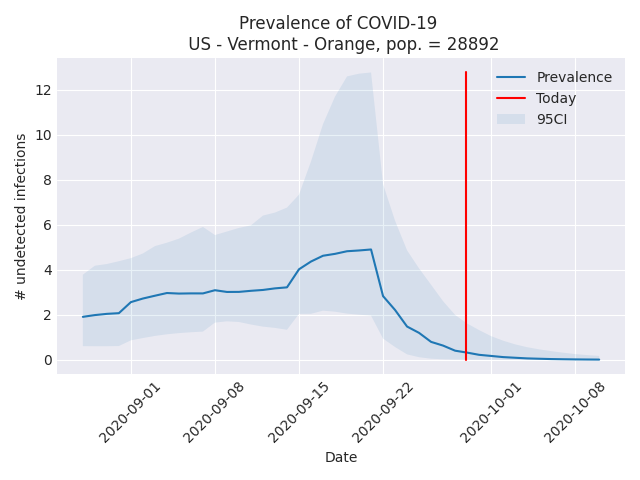 Prevalence of COVID-19
US - Vermont - Orange, pop. = 28892
Prevalence
Today
95CI
# undetected infections
12
10
8
6
4
2
0
2020-09-01
2020-09-08
2020-09-15
2020-09-22
2020-10-01
2020-10-08
Date